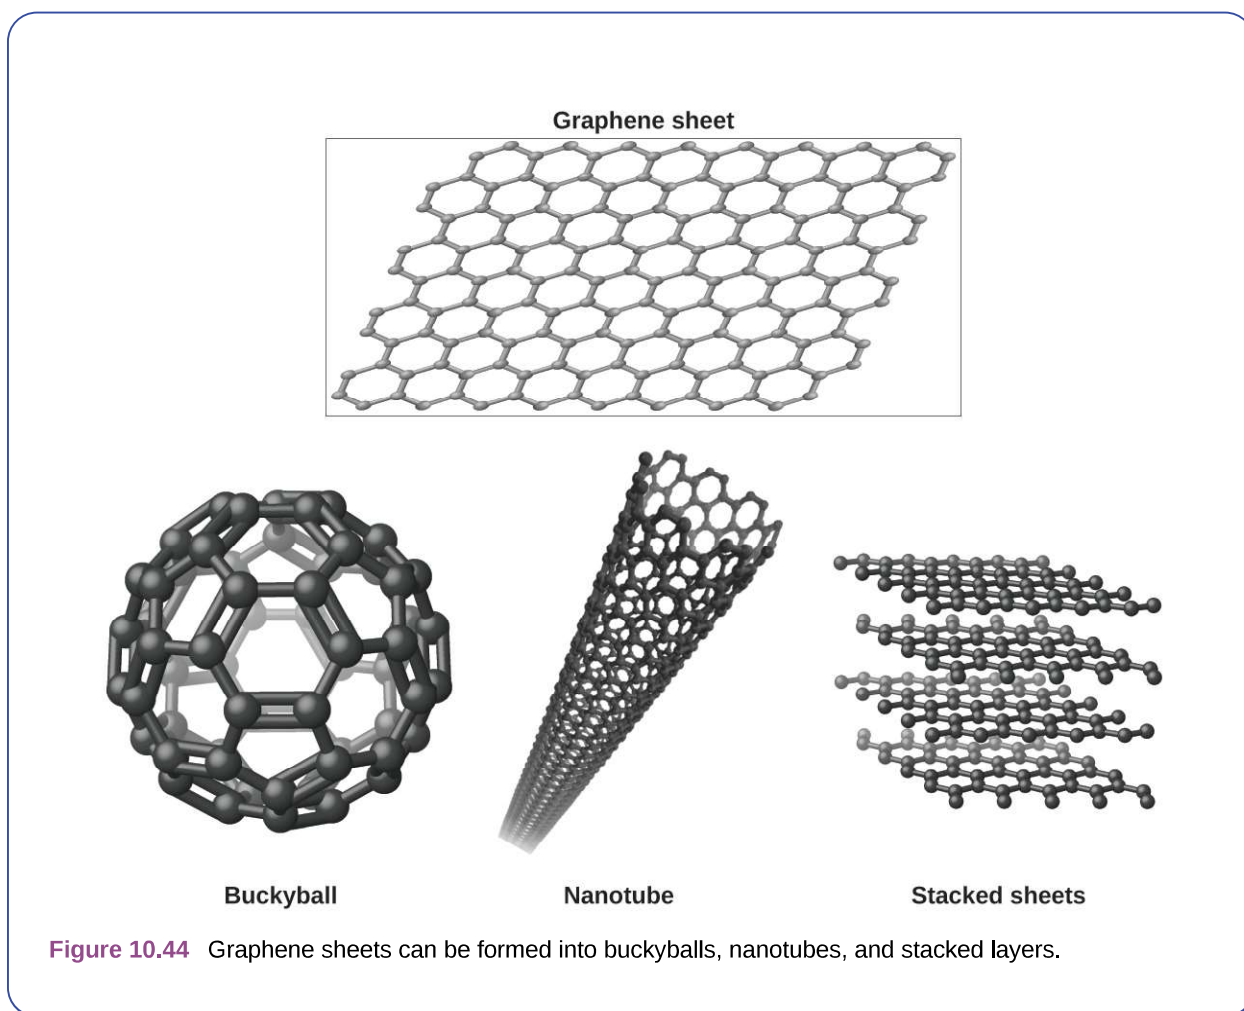 Graphene sheet
Buckyball
Nanotube
Stacked sheets
Figure 10.44 Graphene sheets can be formed into buckyballs, nanotubes, and stacked layers.